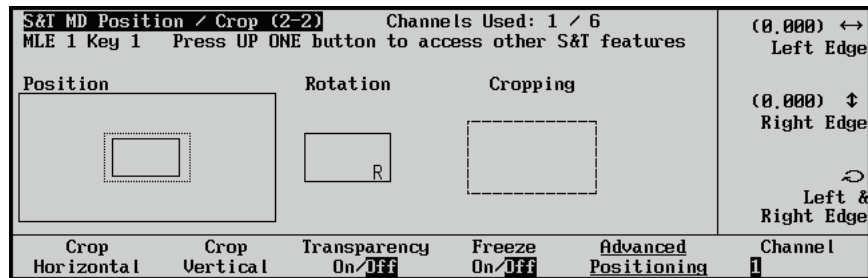 S&T MD Position / Crop (2-2) Channels Used: 1 / 6
MLE 1 Key 1 Press UP ONE button to access other S&T features
(0.000) ↔
Left Edge
Position Rotation Cropping
(0.000) ↕
Right Edge
R
Left &
Right Edge
Crop Horizontal
Crop Vertical
Transparency On/Off
Freeze On/Off
Advanced Positioning
Channel 1